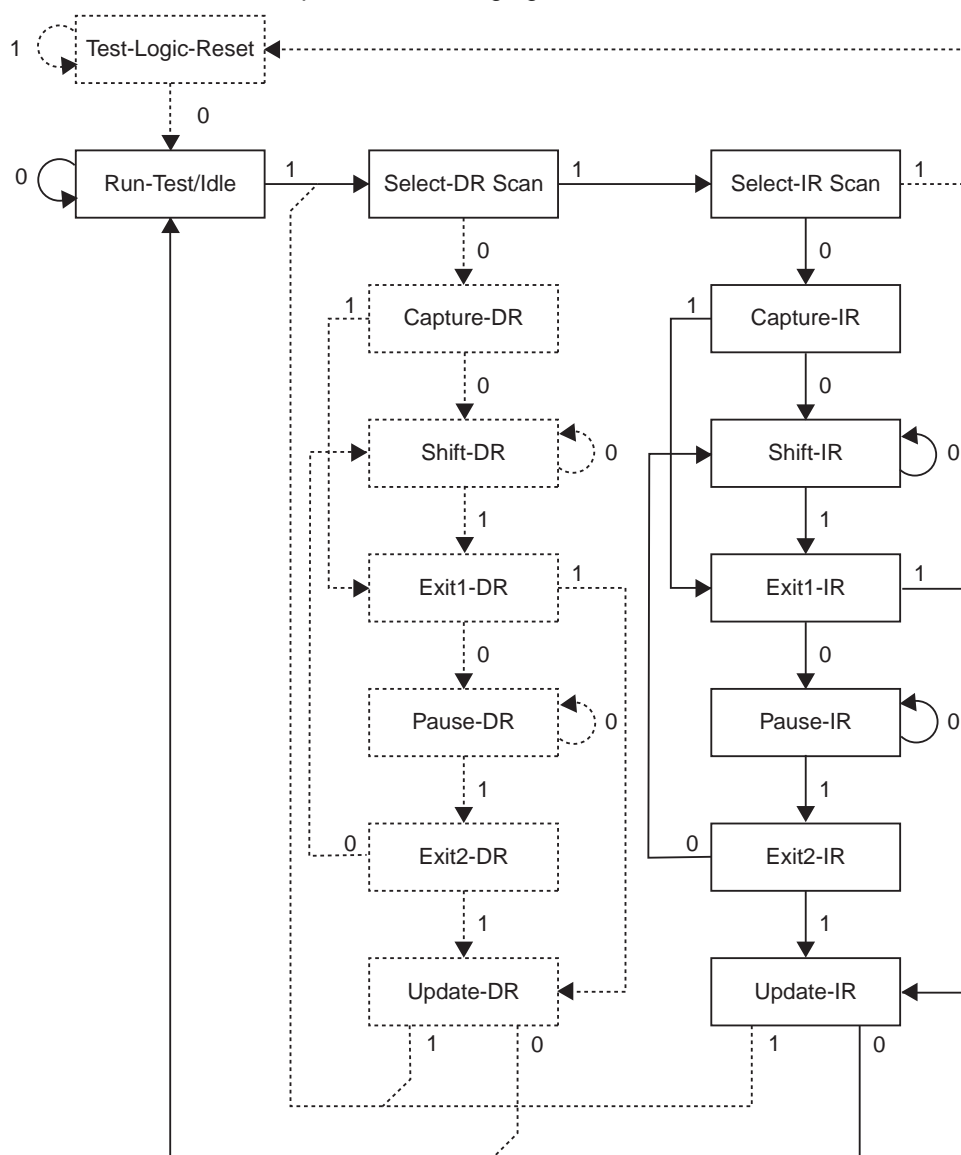 1 Test-Logic-Reset
0
0 Run-Test/Idle 1 Select-DR Scan 1 Select-IR Scan 1
0 0
1 Capture-DR 1 Capture-IR
0 0
Shift-DR 0 Shift-IR 0
1 1
Exit1-DR 1 Exit1-IR 1
0 0
Pause-DR 0 Pause-IR 0
1 1
0 Exit2-DR 0 Exit2-IR
1 1
Update-DR Update-IR
1 0 1 0